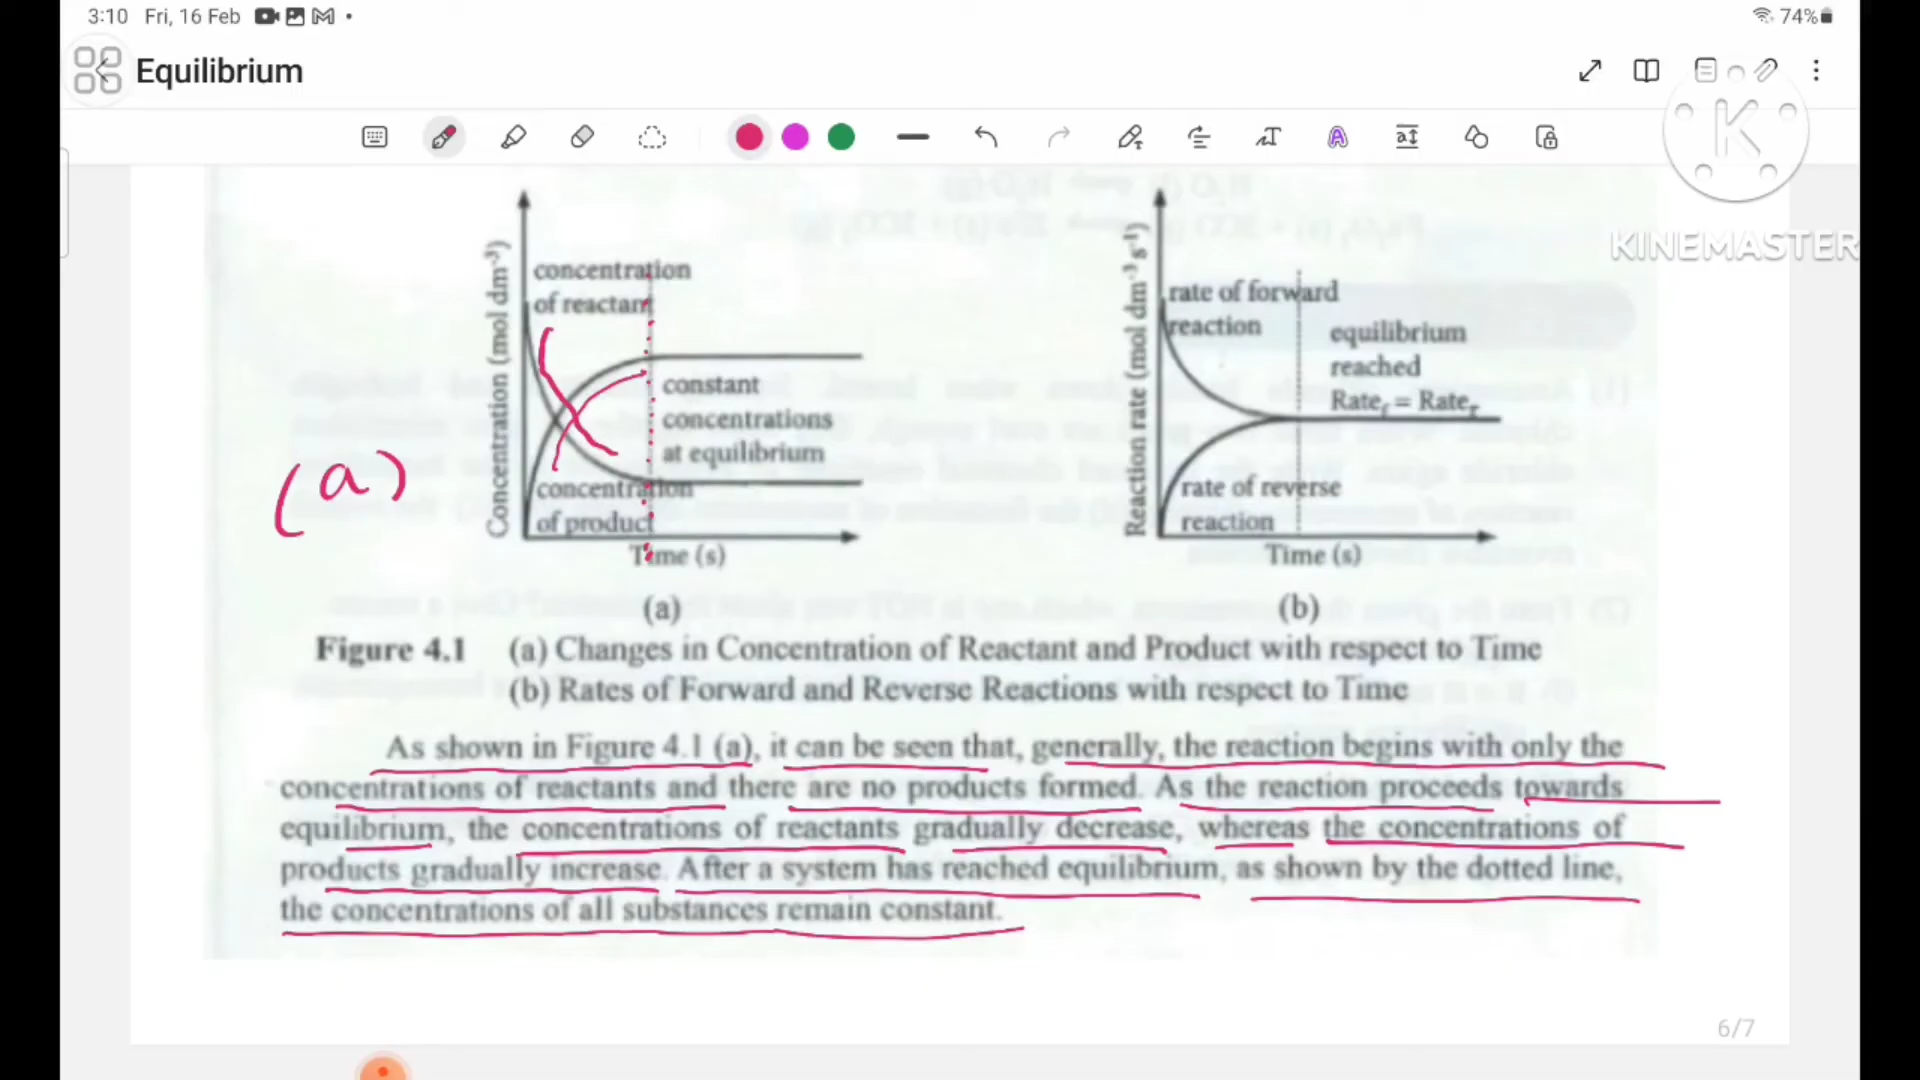 3:10 Fri, 16 Feb
74%
Equilibrium
KINEMASTER
concentration
of reactant
Concentration (mol dm⁻³)
constant
concentrations
at equilibrium
concentration
of product
Time (s)
(a)
(a)
rate of forward
reaction
Reaction rate (mol dm⁻³ s⁻¹)
equilibrium
reached
Rate_f = Rate_r
rate of reverse
reaction
Time (s)
(b)
Figure 4.1 (a) Changes in Concentration of Reactant and Product with respect to Time
(b) Rates of Forward and Reverse Reactions with respect to Time
As shown in Figure 4.1 (a), it can be seen that, generally, the reaction begins with only the
concentrations of reactants and there are no products formed. As the reaction proceeds towards
equilibrium, the concentrations of reactants gradually decrease, whereas the concentrations of
products gradually increase. After a system has reached equilibrium, as shown by the dotted line,
the concentrations of all substances remain constant.
6/7